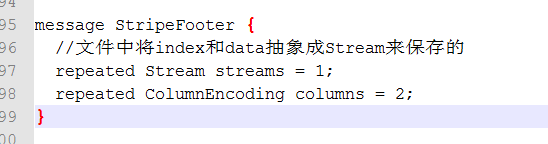 94
95 message StripeFooter {
96 //文件中将index和data抽象成Stream来保存的
97 repeated Stream streams = 1;
98 repeated ColumnEncoding columns = 2;
99 }